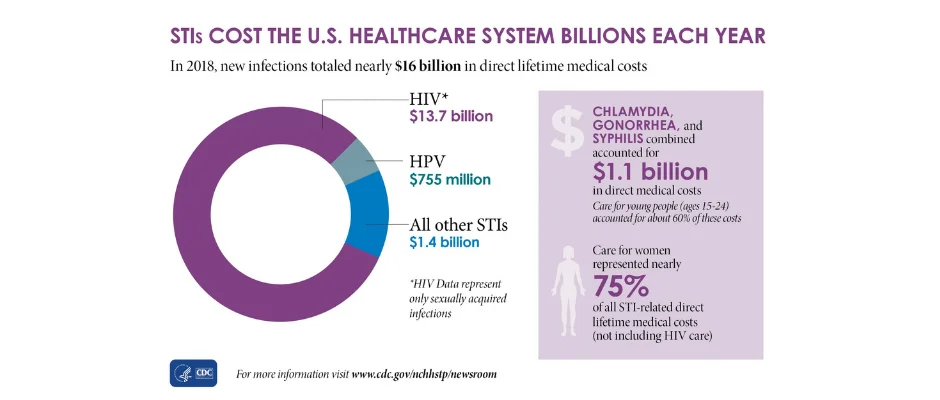 STIs COST THE U.S. HEALTHCARE SYSTEM BILLIONS EACH YEAR
In 2018, new infections totaled nearly $16 billion in direct lifetime medical costs
HIV*
$13.7 billion
HPV
$755 million
All other STIs
$1.4 billion
*HIV Data represent
only sexually acquired
infections
$
CHLAMYDIA,
GONORRHEA, and
SYPHILIS combined
accounted for
$1.1 billion
in direct medical costs
Care for young people (ages 15-24)
accounted for about 60% of these costs
Care for women
represented nearly
75%
of all STI-related direct
lifetime medical costs
(not including HIV care)
CDC
For more information visit www.cdc.gov/nchhstp/newsroom